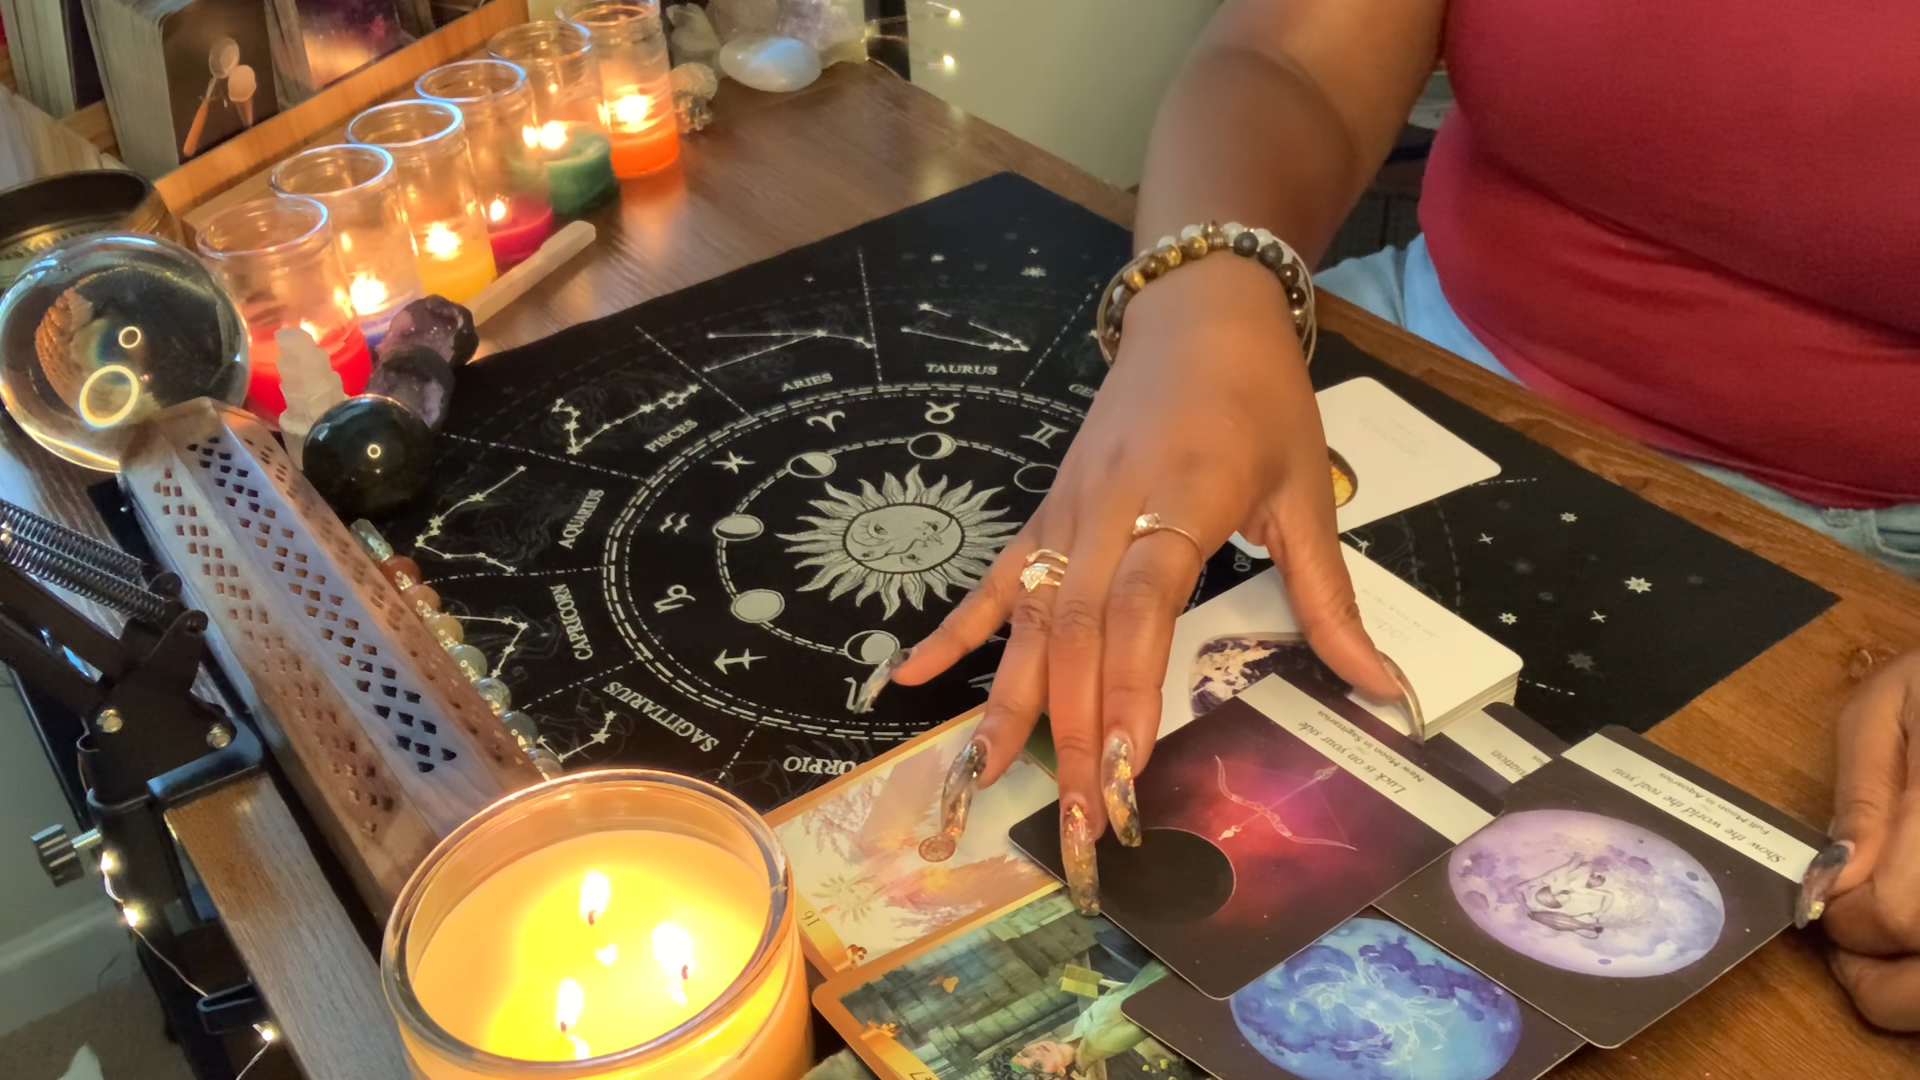 ARIES
TAURUS
GE
PISCES
AQUARIUS
CAPRICORN
SAGITTARIUS
ORPIO
Luck is on your side
New Moon in Sagittarius
Show the world the real you
Full Moon in Aquarius
16